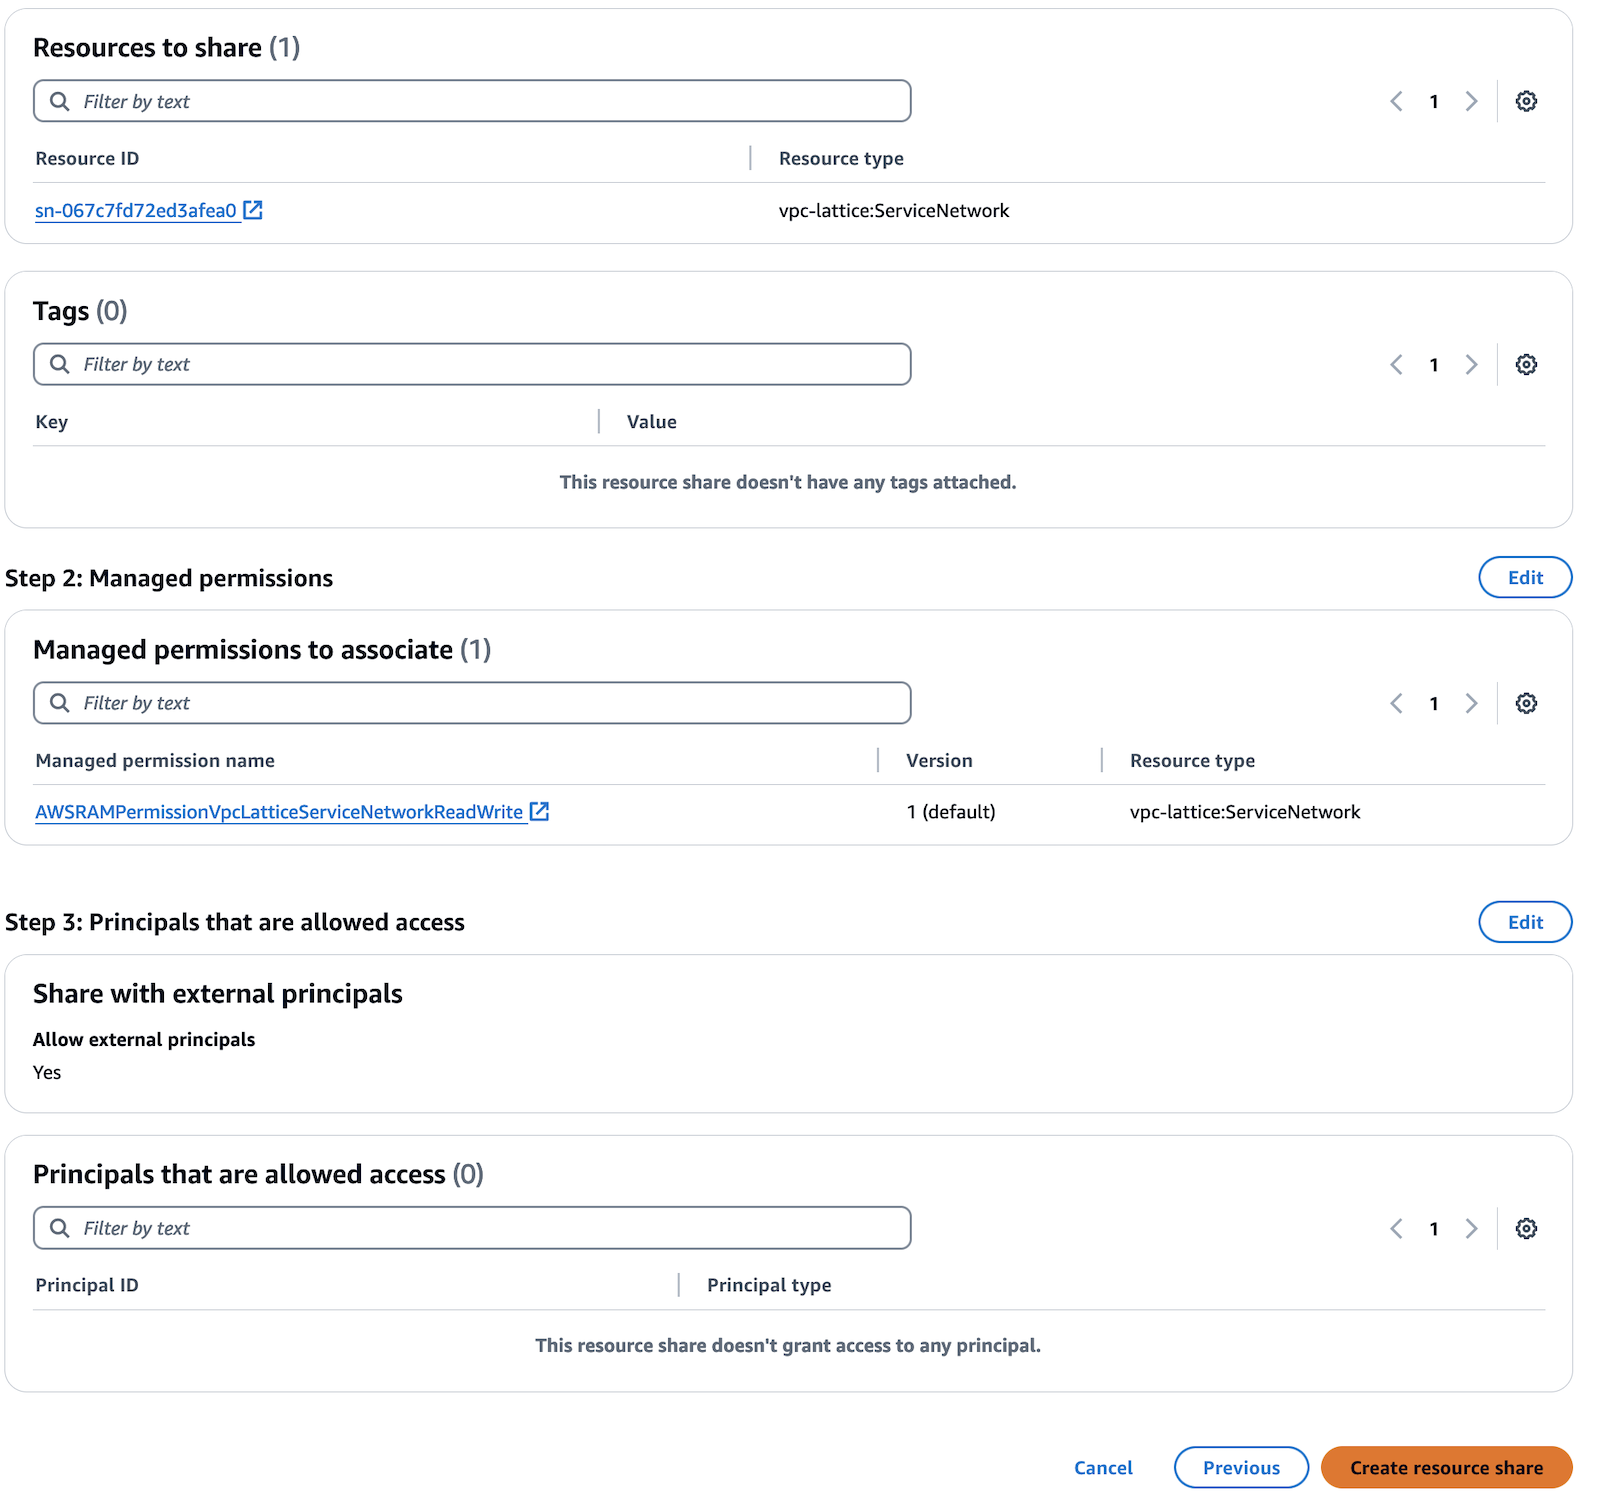 Resources to share (1)
Filter by text
1
Resource ID
Resource type
sn-067c7fd72ed3afea0
vpc-lattice:ServiceNetwork
Tags (0)
Filter by text
1
Key
Value
This resource share doesn't have any tags attached.
Step 2: Managed permissions
Edit
Managed permissions to associate (1)
Filter by text
1
Managed permission name
Version
Resource type
AWSRAMPermissionVpcLatticeServiceNetworkReadWrite
1 (default)
vpc-lattice:ServiceNetwork
Step 3: Principals that are allowed access
Edit
Share with external principals
Allow external principals
Yes
Principals that are allowed access (0)
Filter by text
1
Principal ID
Principal type
This resource share doesn't grant access to any principal.
Cancel
Previous
Create resource share